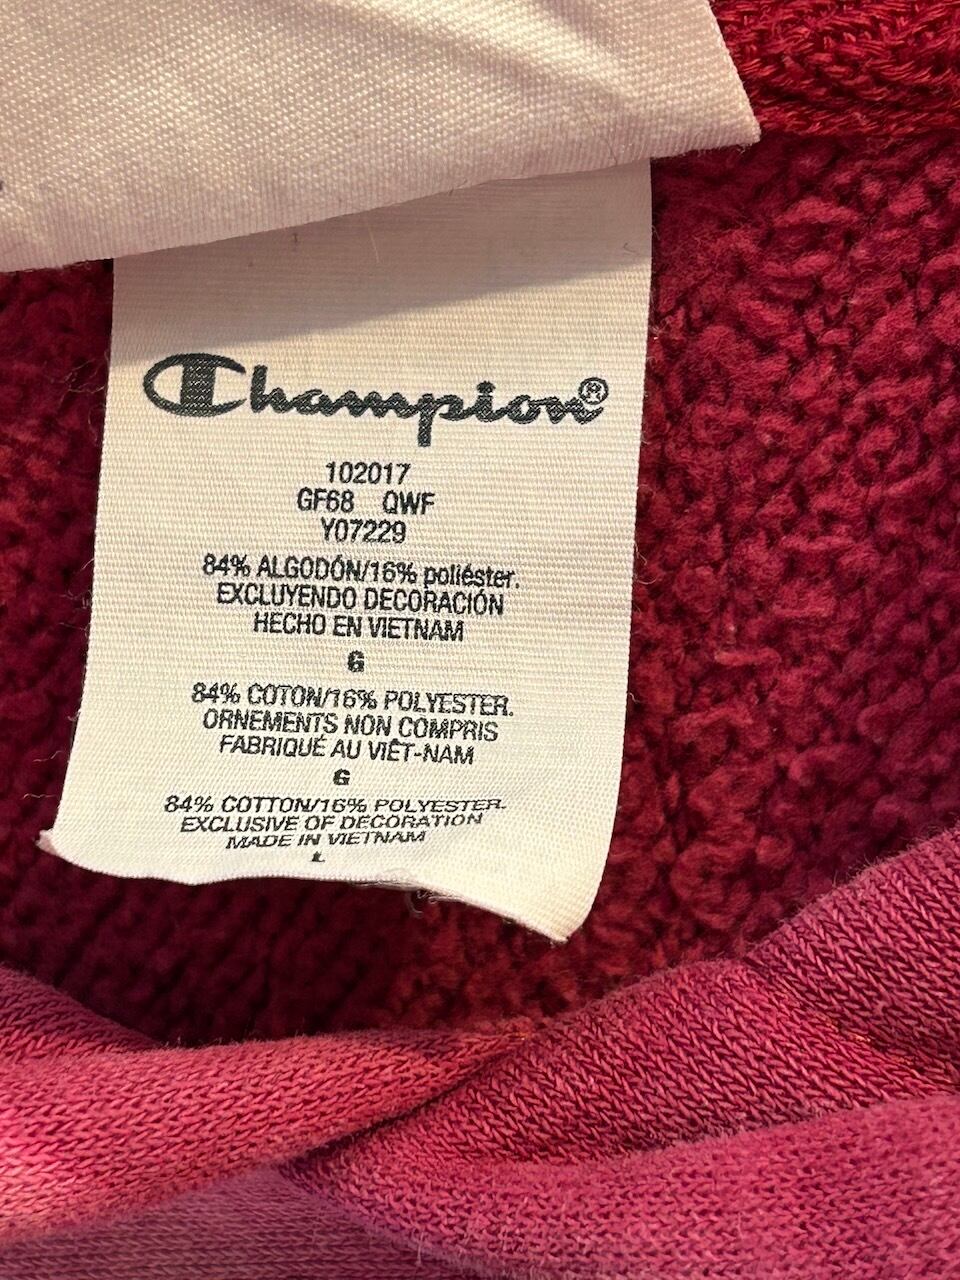 Champion®
102017
GF68 QWF
Y07229
84% ALGODÓN/16% poliéster.
EXCLUYENDO DECORACIÓN
HECHO EN VIETNAM
G
84% COTON/16% POLYESTER.
ORNEMENTS NON COMPRIS
FABRIQUÉ AU VIÊT-NAM
G
84% COTTON/16% POLYESTER.
EXCLUSIVE OF DECORATION
MADE IN VIETNAM
L